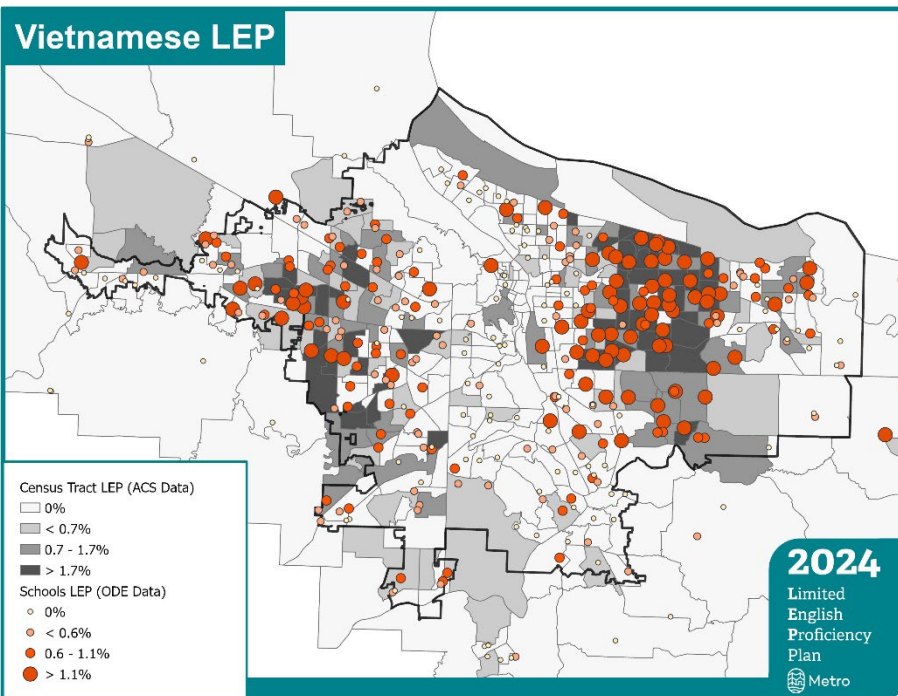 Vietnamese LEP
Census Tract LEP (ACS Data)
0%
< 0.7%
0.7 - 1.7%
> 1.7%
Schools LEP (ODE Data)
0%
< 0.6%
0.6 - 1.1%
> 1.1%
2024
Limited
English
Proficiency
Plan
Metro